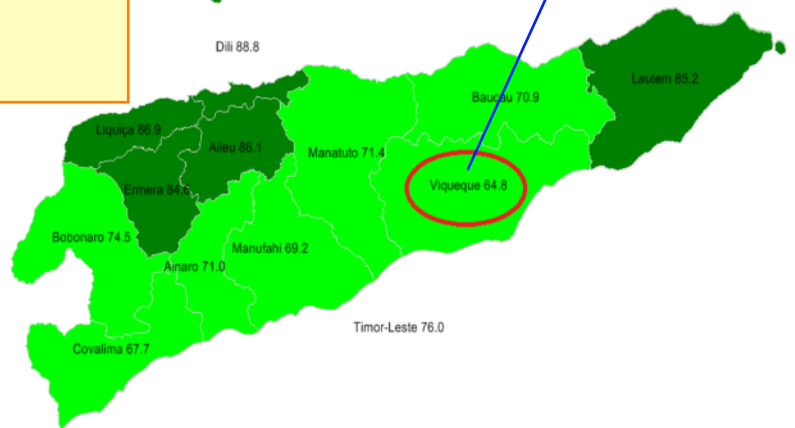 Dili 88.8
Lautem 85.2
Baucau 70.9
Liquiça 86.9
Aileu 86.1
Manatuto 71.4
Ermera 84.6
Viqueque 64.8
Bobonaro 74.5
Manufahi 69.2
Ainaro 71.0
Timor-Leste 76.0
Covalima 67.7